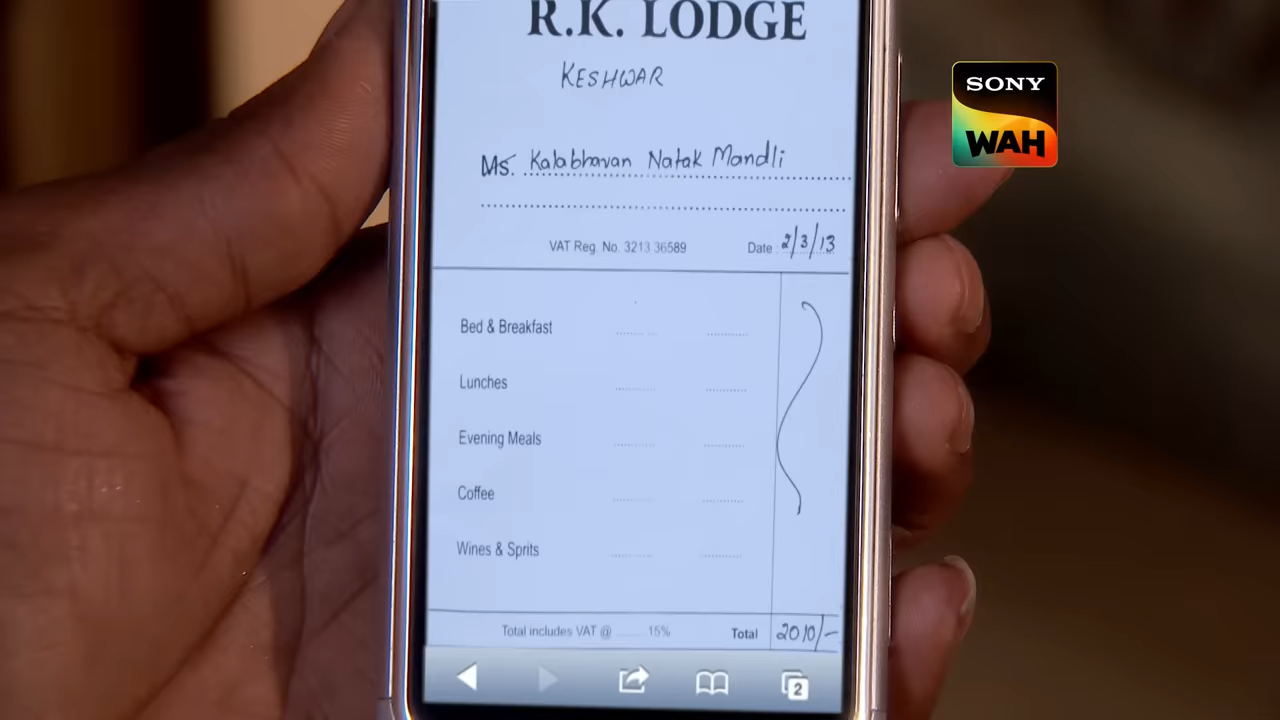 R.K. LODGE
KESHWAR
SONY
WAH
Ms. Kalabhavan Natak Mandli
VAT Reg. No. 3213 36589 Date 2/3/13
Bed & Breakfast
Lunches
Evening Meals
Coffee
Wines & Sprits
Total includes VAT @ ........ 15% Total 2010/-
2